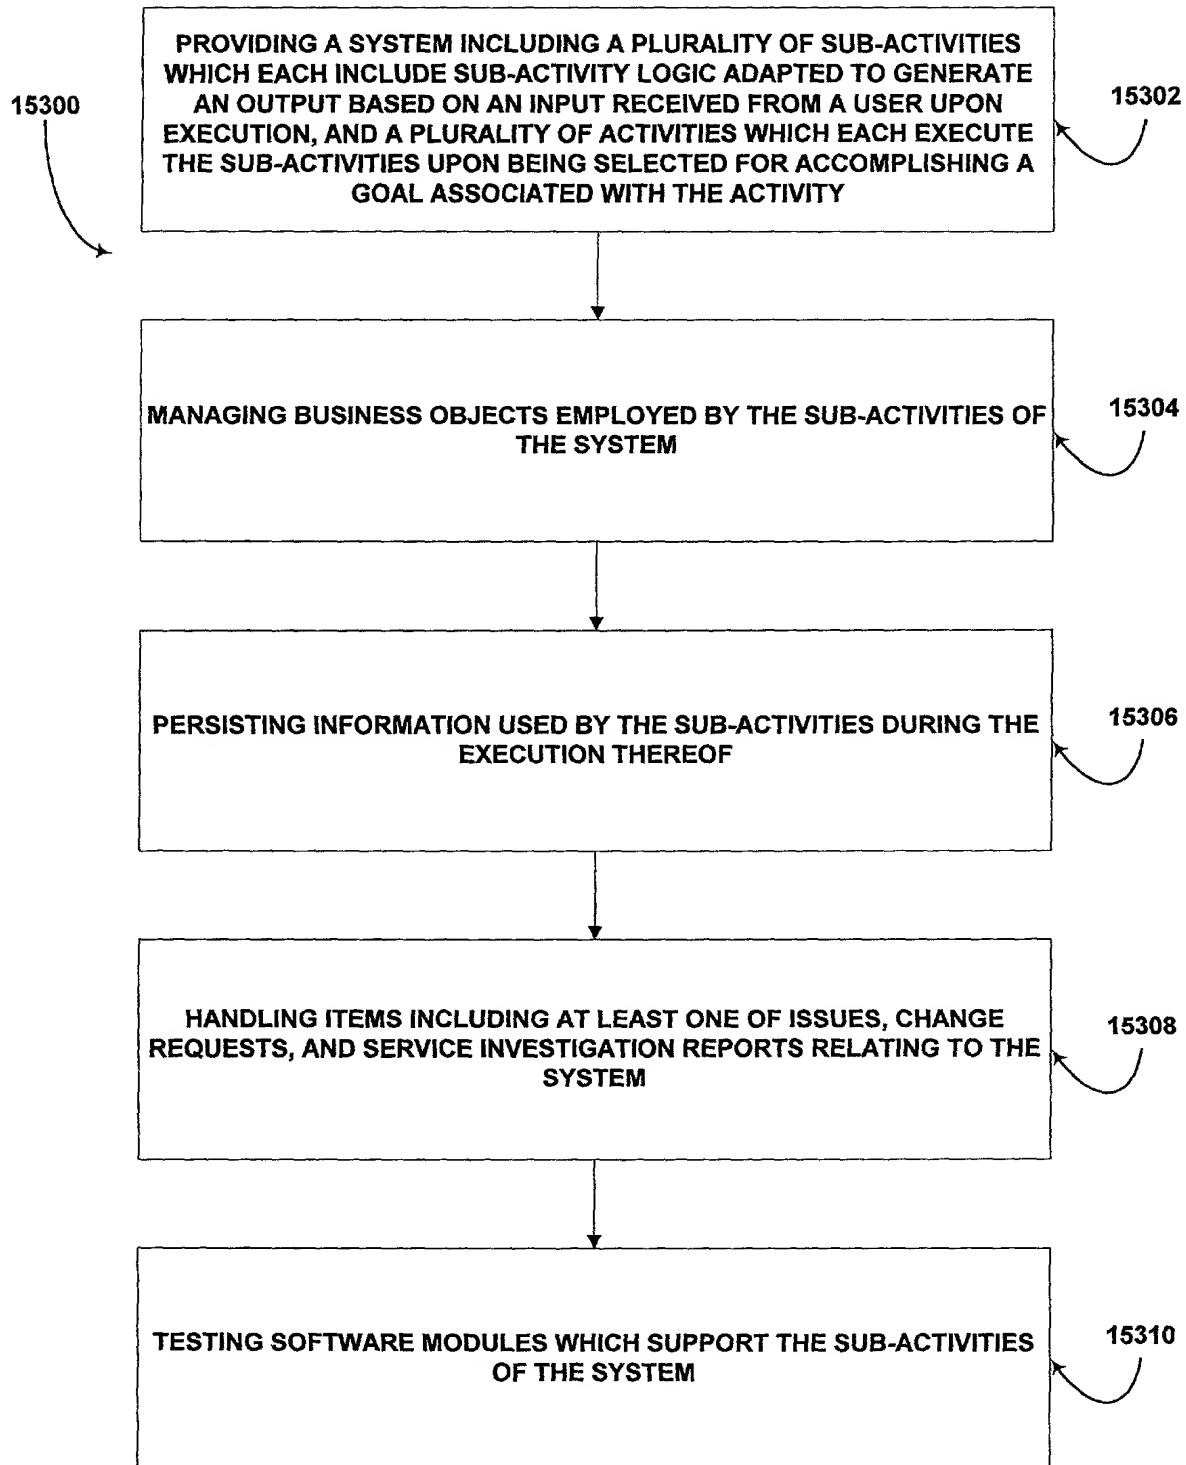 PROVIDING A SYSTEM INCLUDING A PLURALITY OF SUB-ACTIVITIES
WHICH EACH INCLUDE SUB-ACTIVITY LOGIC ADAPTED TO GENERATE
AN OUTPUT BASED ON AN INPUT RECEIVED FROM A USER UPON
EXECUTION, AND A PLURALITY OF ACTIVITIES WHICH EACH EXECUTE
THE SUB-ACTIVITIES UPON BEING SELECTED FOR ACCOMPLISHING A
GOAL ASSOCIATED WITH THE ACTIVITY
15300
15302
MANAGING BUSINESS OBJECTS EMPLOYED BY THE SUB-ACTIVITIES OF
THE SYSTEM
15304
PERSISTING INFORMATION USED BY THE SUB-ACTIVITIES DURING THE
EXECUTION THEREOF
15306
HANDLING ITEMS INCLUDING AT LEAST ONE OF ISSUES, CHANGE
REQUESTS, AND SERVICE INVESTIGATION REPORTS RELATING TO THE
SYSTEM
15308
TESTING SOFTWARE MODULES WHICH SUPPORT THE SUB-ACTIVITIES
OF THE SYSTEM
15310